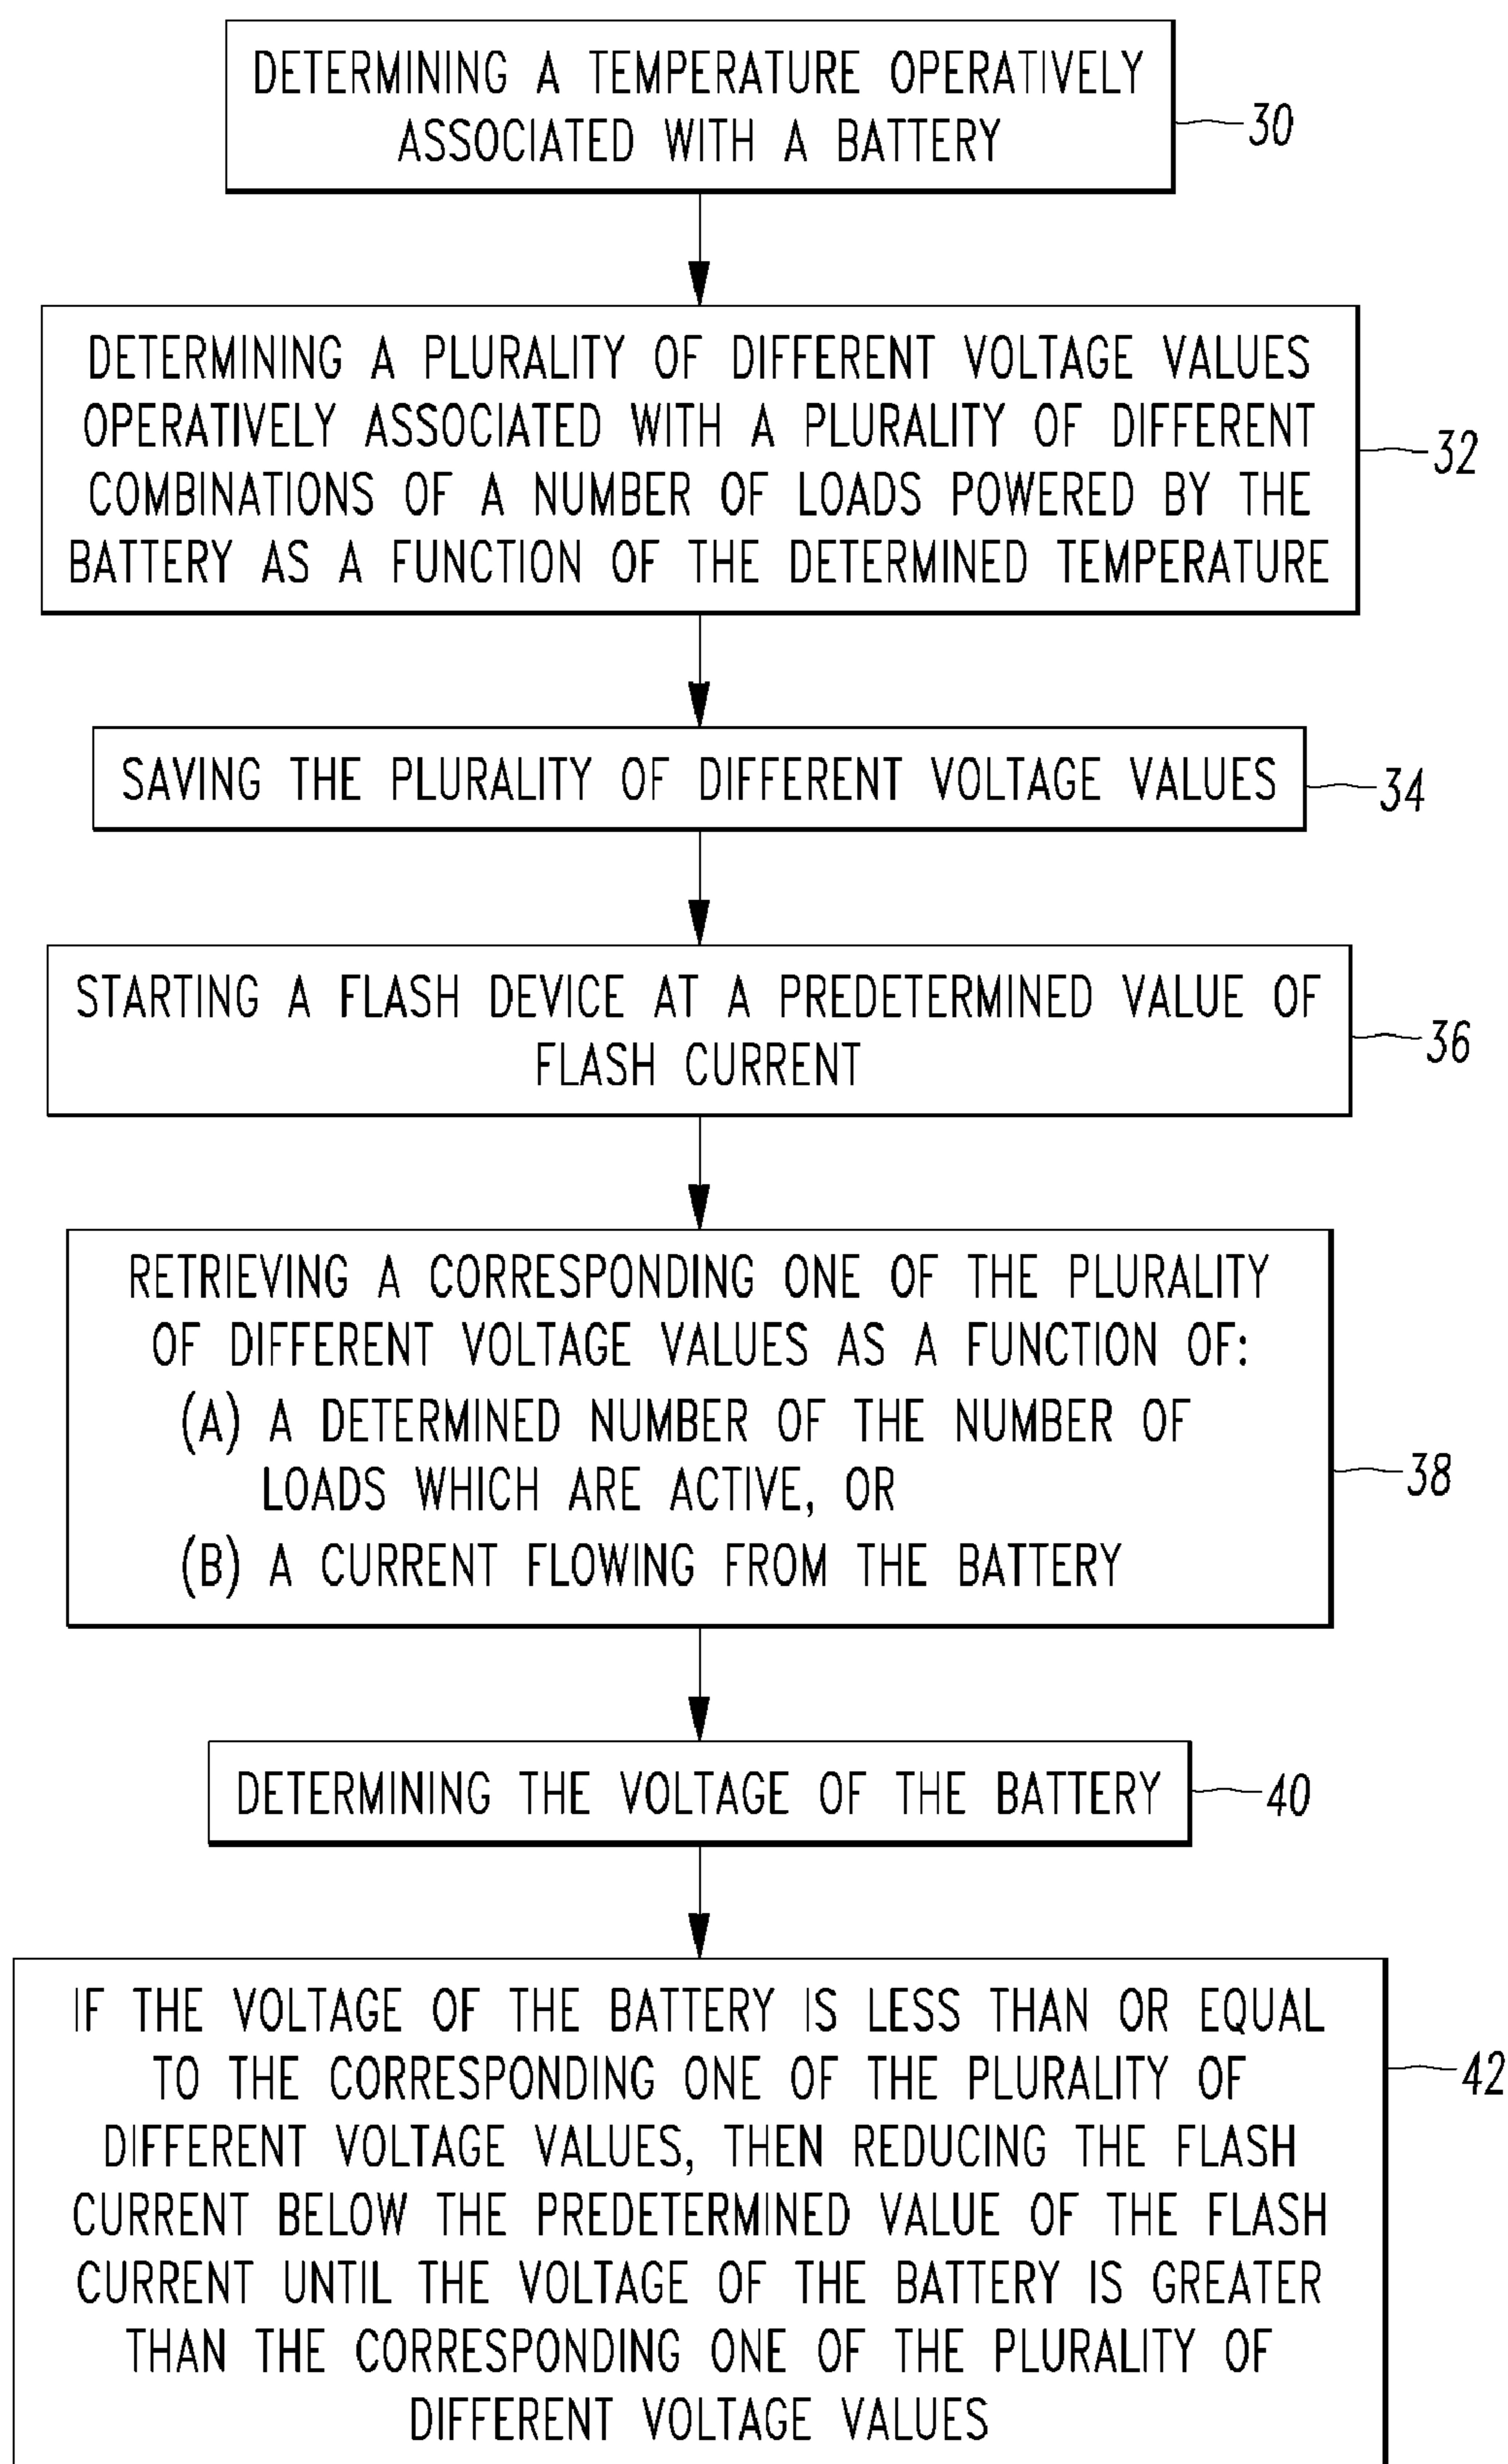 DETERMINING A TEMPERATURE OPERATIVELY
ASSOCIATED WITH A BATTERY
30
DETERMINING A PLURALITY OF DIFFERENT VOLTAGE VALUES
OPERATIVELY ASSOCIATED WITH A PLURALITY OF DIFFERENT
COMBINATIONS OF A NUMBER OF LOADS POWERED BY THE
BATTERY AS A FUNCTION OF THE DETERMINED TEMPERATURE
32
SAVING THE PLURALITY OF DIFFERENT VOLTAGE VALUES
34
STARTING A FLASH DEVICE AT A PREDETERMINED VALUE OF
FLASH CURRENT
36
RETRIEVING A CORRESPONDING ONE OF THE PLURALITY
OF DIFFERENT VOLTAGE VALUES AS A FUNCTION OF:
(A) A DETERMINED NUMBER OF THE NUMBER OF
LOADS WHICH ARE ACTIVE, OR
(B) A CURRENT FLOWING FROM THE BATTERY
38
DETERMINING THE VOLTAGE OF THE BATTERY
40
IF THE VOLTAGE OF THE BATTERY IS LESS THAN OR EQUAL
TO THE CORRESPONDING ONE OF THE PLURALITY OF
DIFFERENT VOLTAGE VALUES, THEN REDUCING THE FLASH
CURRENT BELOW THE PREDETERMINED VALUE OF THE FLASH
CURRENT UNTIL THE VOLTAGE OF THE BATTERY IS GREATER
THAN THE CORRESPONDING ONE OF THE PLURALITY OF
DIFFERENT VOLTAGE VALUES
42